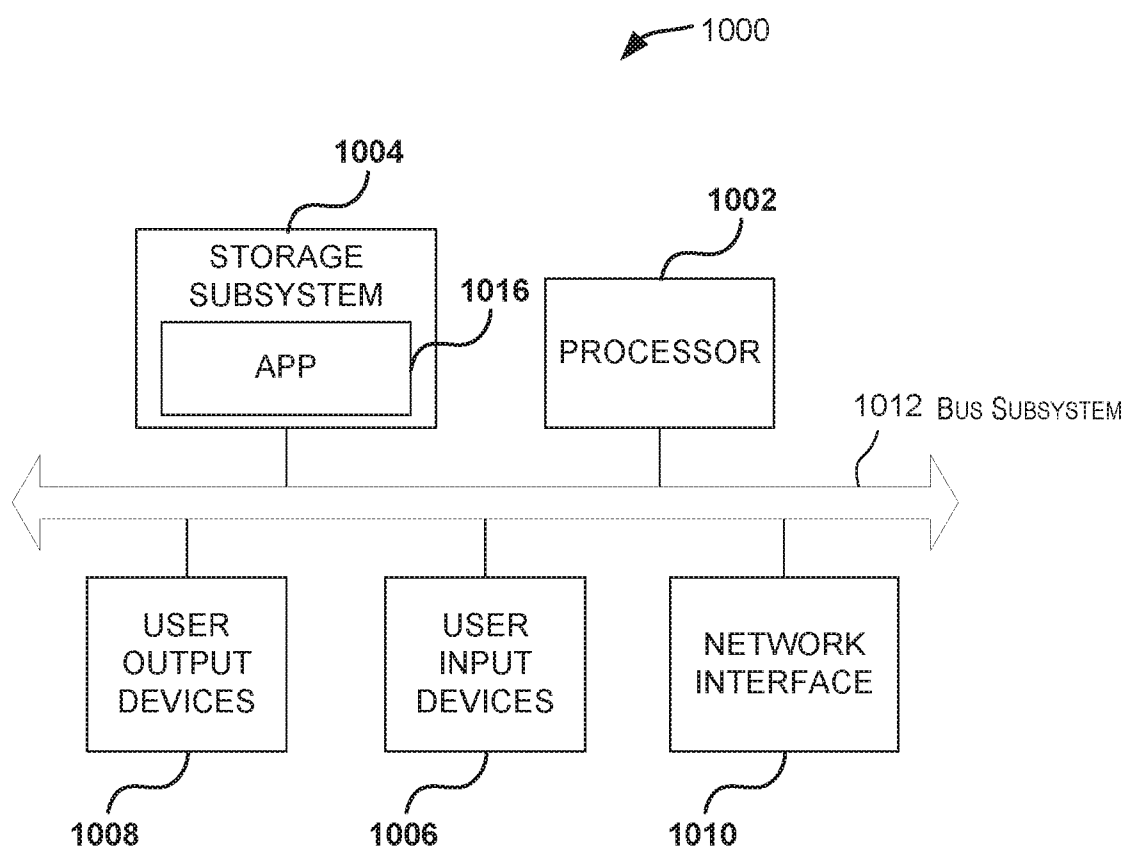 1000
1004
1002
STORAGE
SUBSYSTEM
1016
APP
PROCESSOR
1012 BUS SUBSYSTEM
USER
OUTPUT
DEVICES
USER
INPUT
DEVICES
NETWORK
INTERFACE
1008
1006
1010